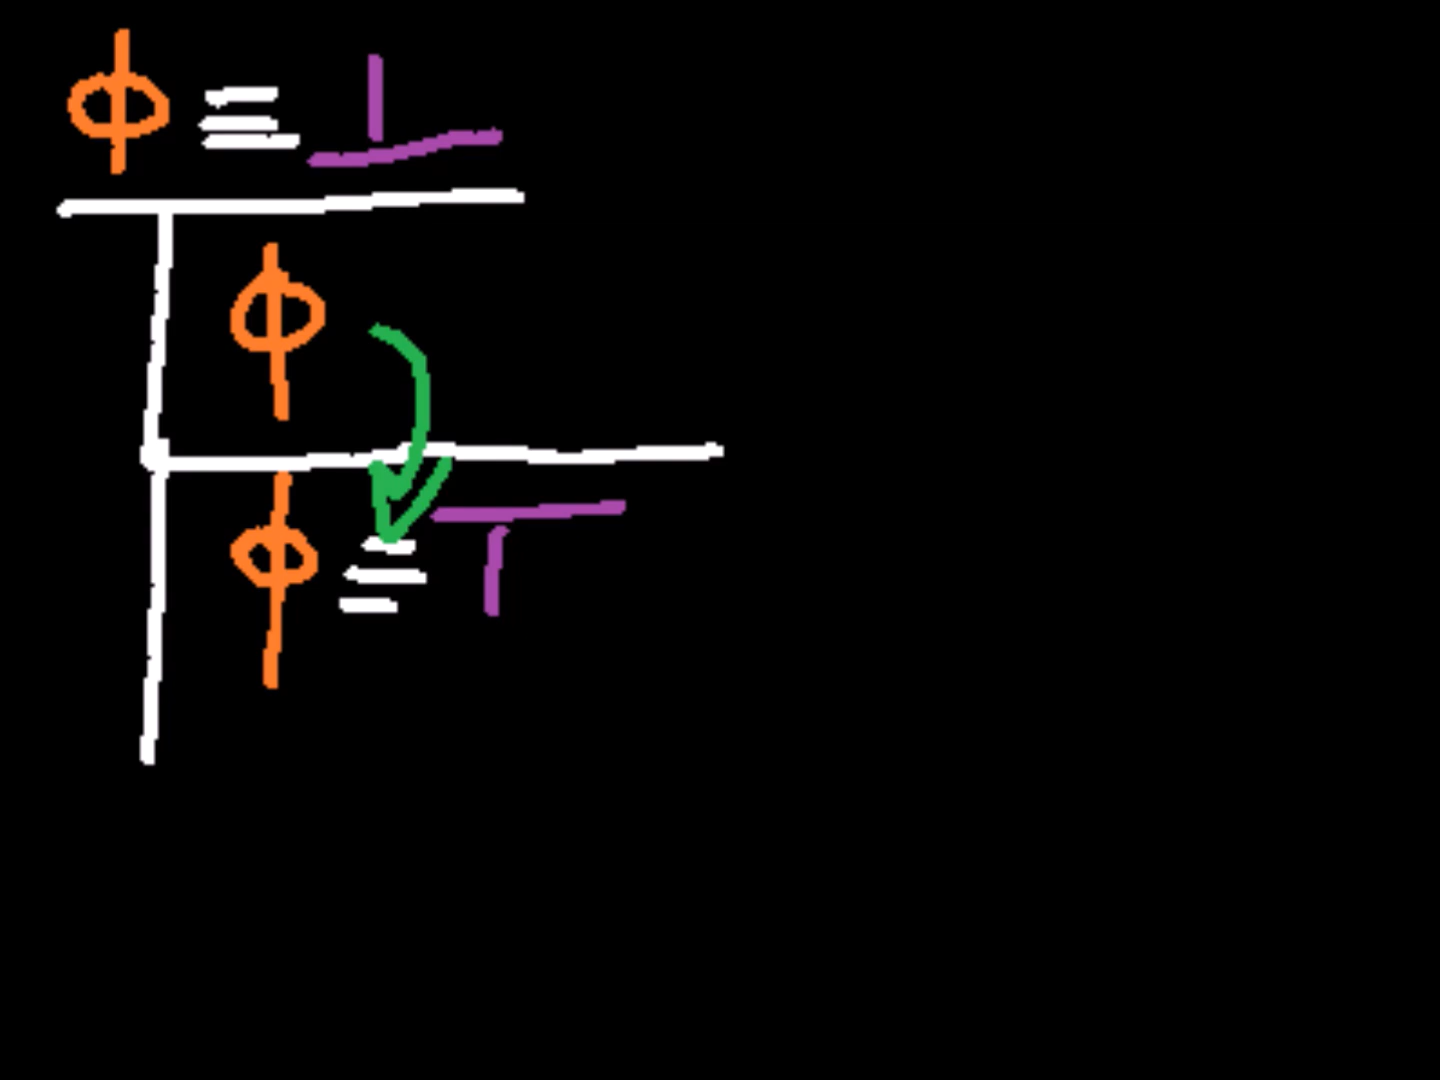 ϕ ≡ ⊥
ϕ
ϕ ≡ ⊤